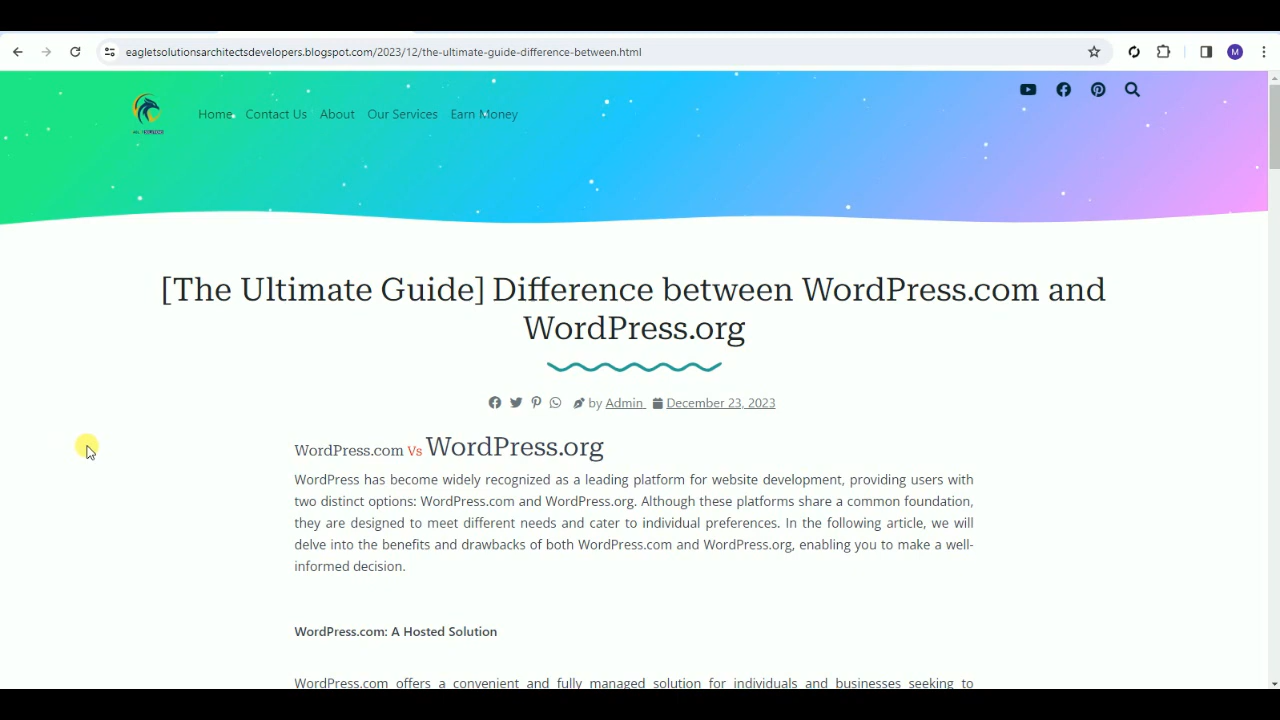 eagletsolutionsarchitectsdevelopers.blogspot.com/2023/12/the-ultimate-guide-difference-between.html
M
Home Contact Us About Our Services Earn Money
[The Ultimate Guide] Difference between WordPress.com and
WordPress.org
by Admin December 23, 2023
WordPress.com Vs WordPress.org
WordPress has become widely recognized as a leading platform for website development, providing users with
two distinct options: WordPress.com and WordPress.org. Although these platforms share a common foundation,
they are designed to meet different needs and cater to individual preferences. In the following article, we will
delve into the benefits and drawbacks of both WordPress.com and WordPress.org, enabling you to make a well-
informed decision.
WordPress.com: A Hosted Solution
WordPress.com offers a convenient and fully managed solution for individuals and businesses seeking to